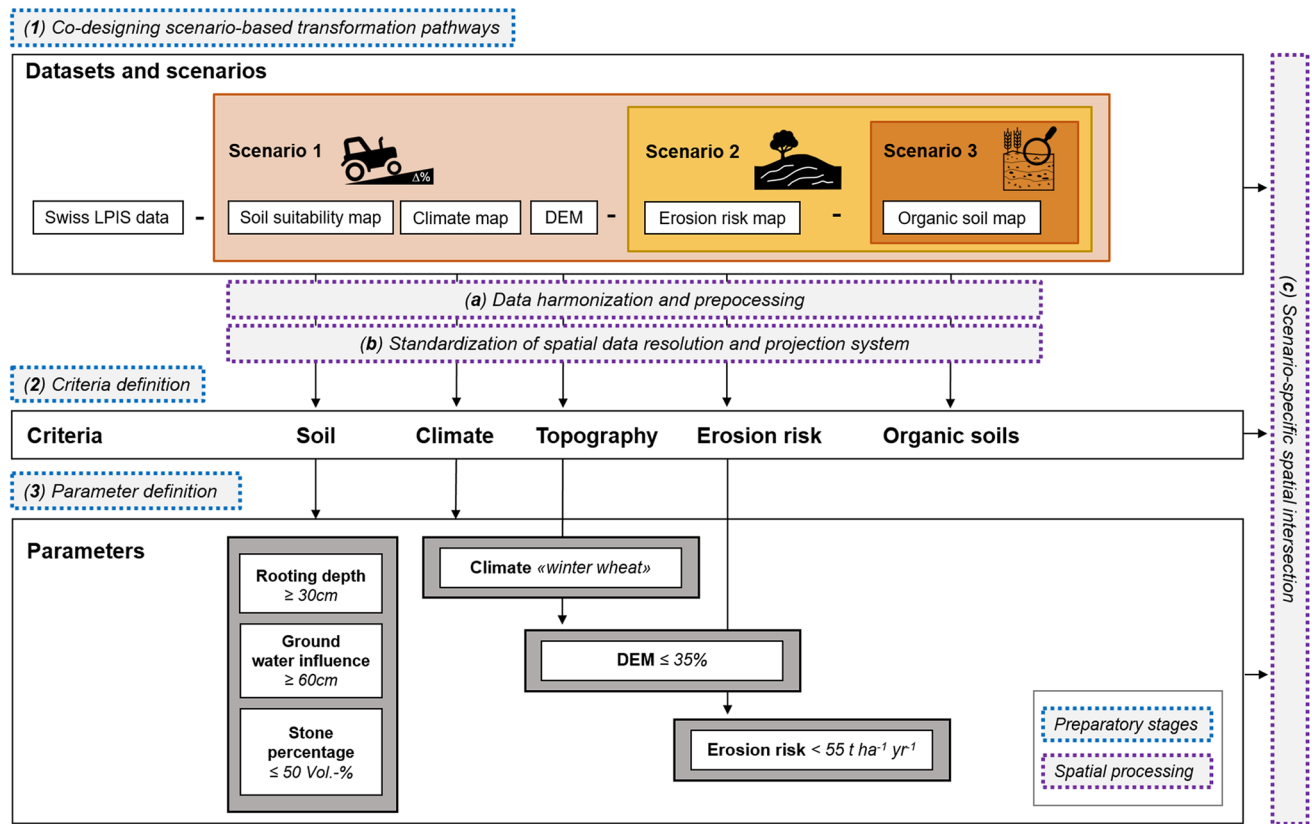 (1) Co-designing scenario-based transformation pathways
Datasets and scenarios
Scenario 1
Δ%
Scenario 2
Scenario 3
Swiss LPIS data
-
Soil suitability map
Climate map
DEM
-
Erosion risk map
-
Organic soil map
(a) Data harmonization and prepocessing
(b) Standardization of spatial data resolution and projection system
(c) Scenario-specific spatial intersection
(2) Criteria definition
Criteria
Soil
Climate
Topography
Erosion risk
Organic soils
(3) Parameter definition
Parameters
Rooting depth
≥ 30cm
Ground
water influence
≥ 60cm
Stone
percentage
≤ 50 Vol.-%
Climate «winter wheat»
DEM ≤ 35%
Erosion risk < 55 t ha⁻¹ yr⁻¹
Preparatory stages
Spatial processing